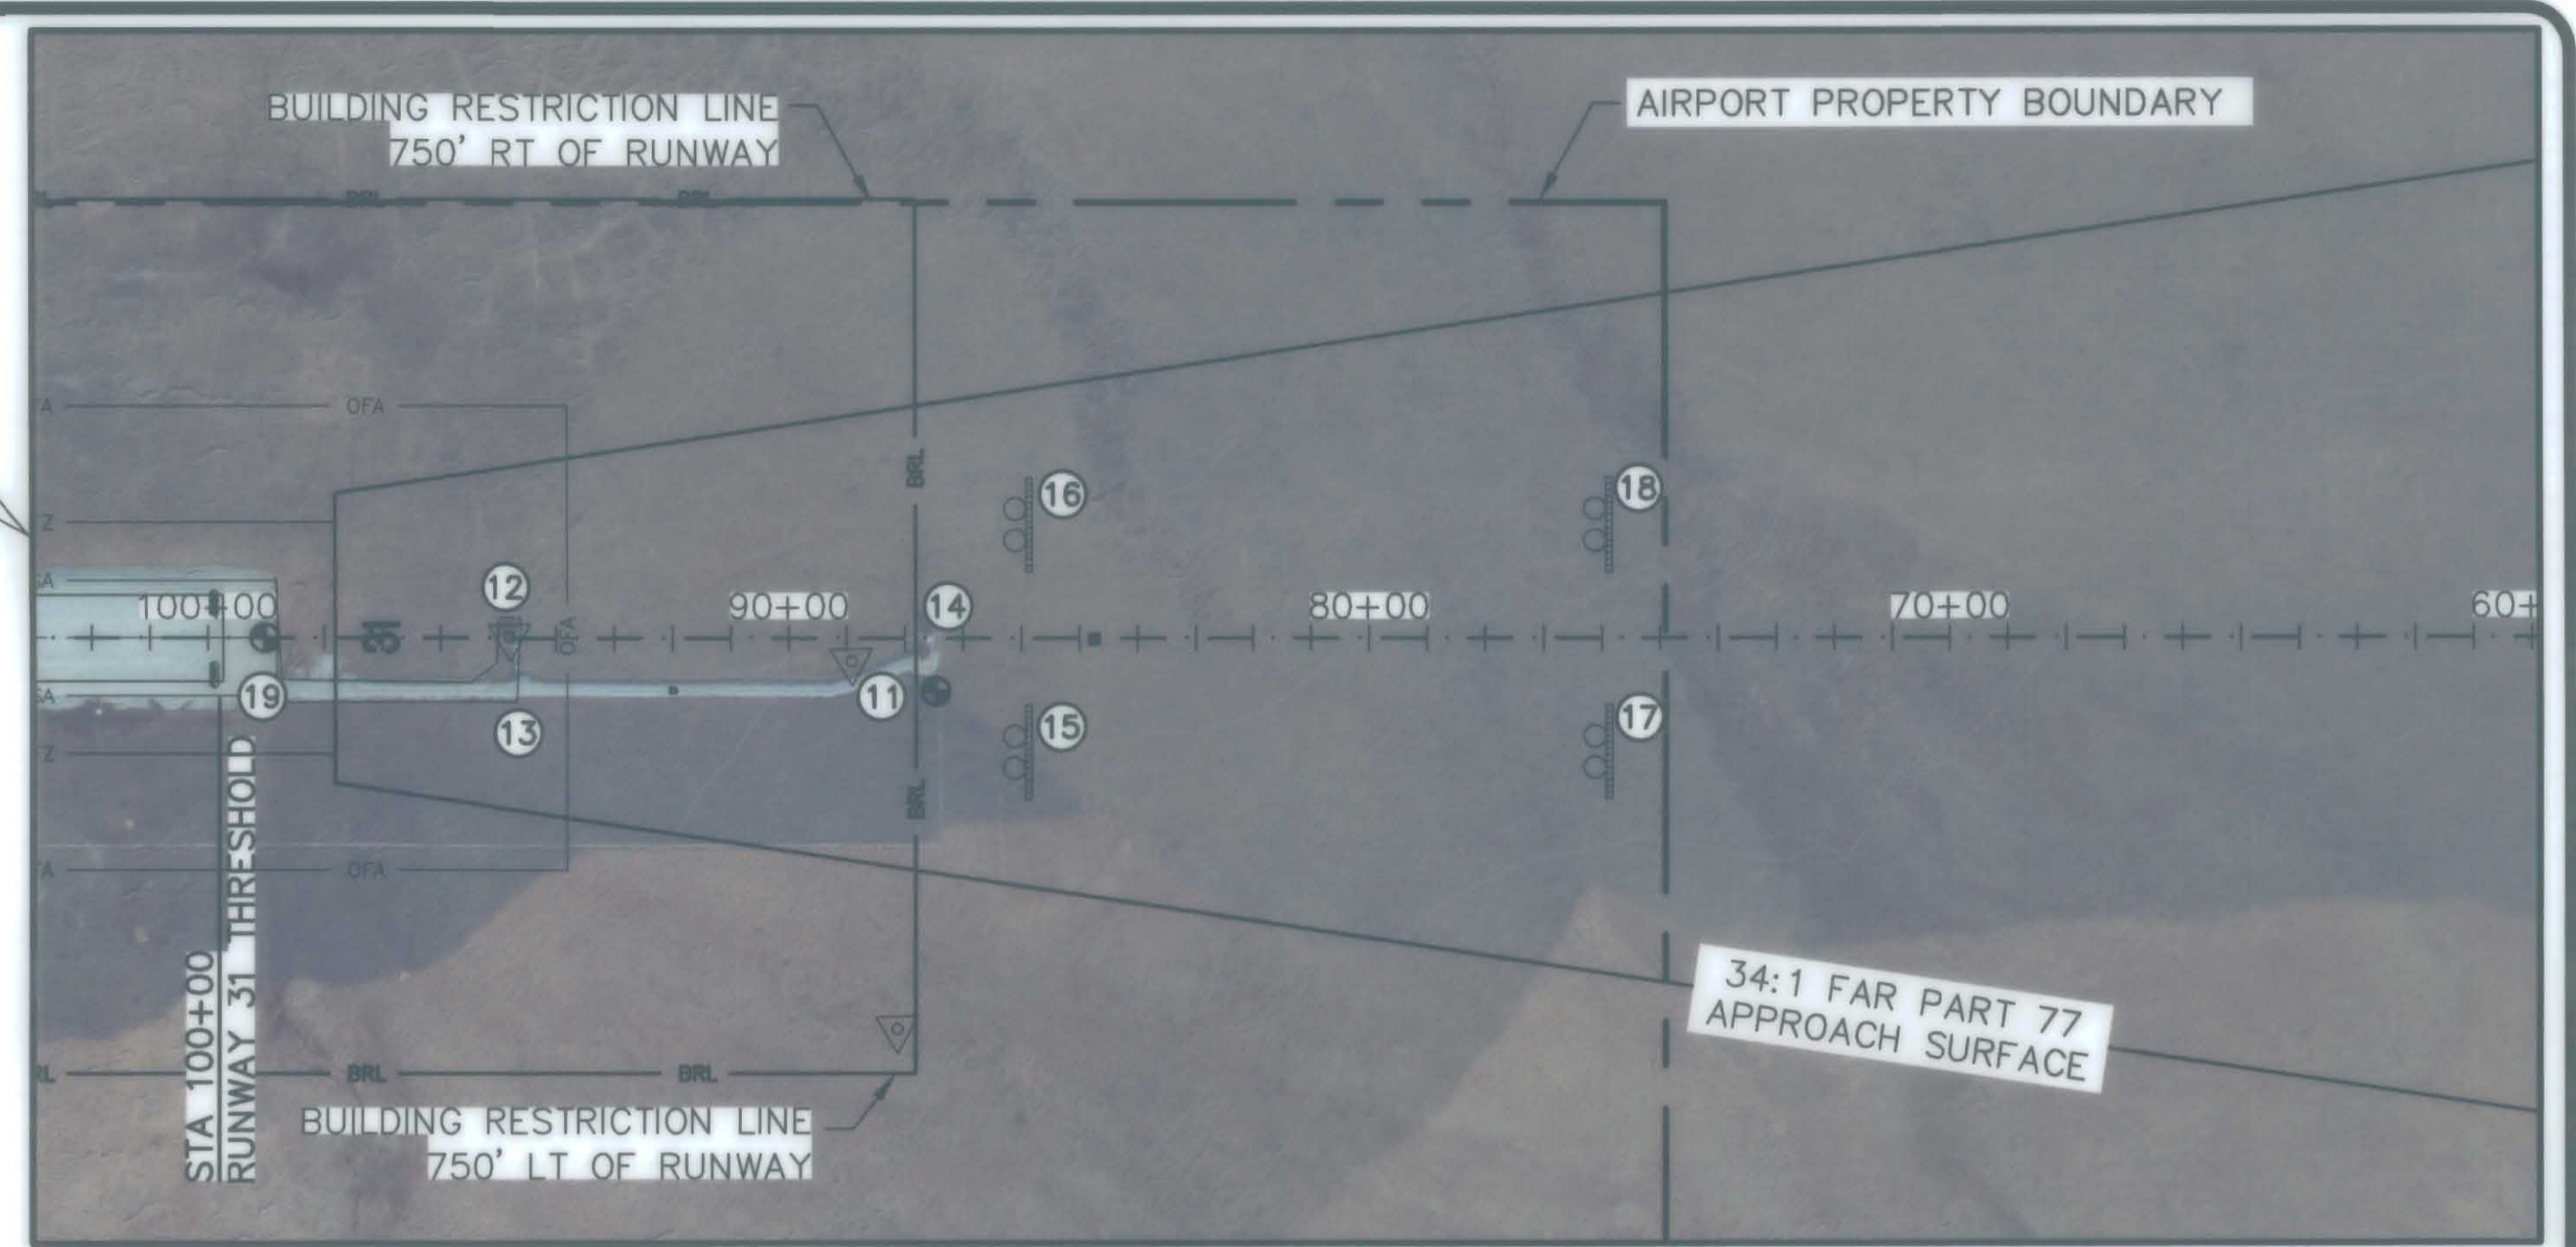 BUILDING RESTRICTION LINE
750' RT OF RUNWAY
AIRPORT PROPERTY BOUNDARY
BRL
BRL
OFA
BRL
16
18
Z
12
14
100+00
90+00
80+00
70+00
60+
31
OFA
19
11
13
15
17
Z
BRL
OFA
34:1 FAR PART 77
APPROACH SURFACE
STA 100+00
RUNWAY 31 THRESHOLD
BRL
BRL
BUILDING RESTRICTION LINE
750' LT OF RUNWAY